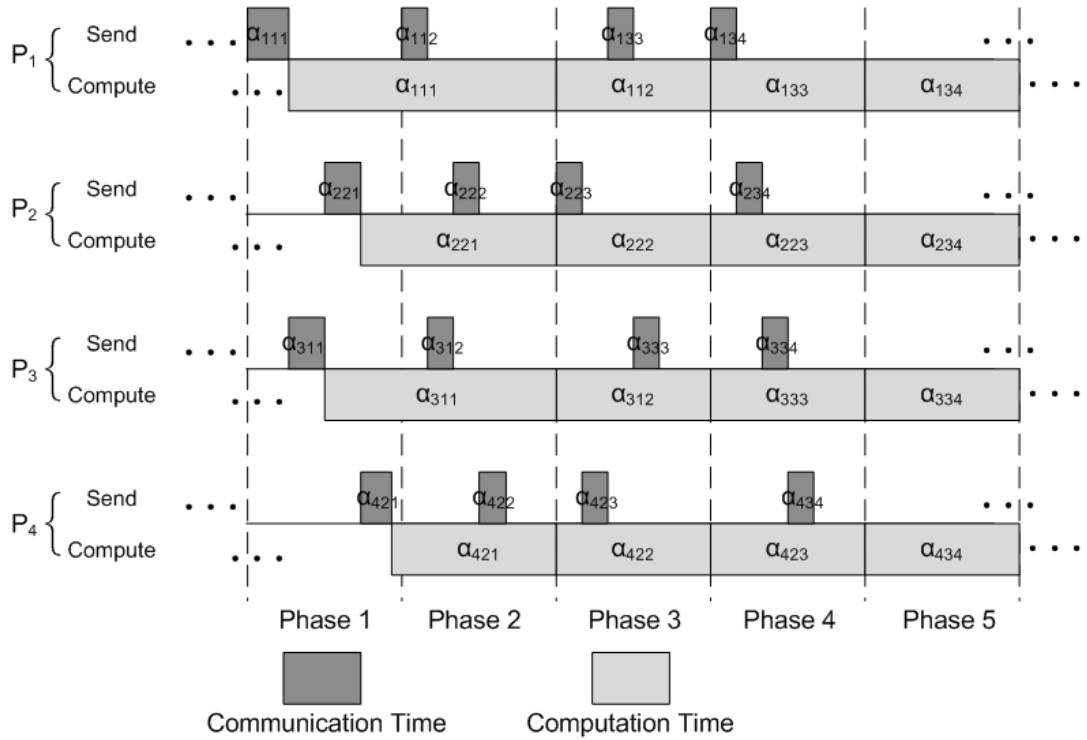 P₁ Send • • • α₁₁₁ α₁₁₂ α₁₃₃ α₁₃₄ • • •
Compute • • • α₁₁₁ α₁₁₂ α₁₃₃ α₁₃₄ • • •
P₂ Send • • • α₂₂₁ α₂₂₂ α₂₂₃ α₂₃₄ • • •
Compute • • • α₂₂₁ α₂₂₂ α₂₂₃ α₂₃₄ • • •
P₃ Send • • • α₃₁₁ α₃₁₂ α₃₃₃ α₃₃₄ • • •
Compute • • • α₃₁₁ α₃₁₂ α₃₃₃ α₃₃₄ • • •
P₄ Send • • • α₄₂₁ α₄₂₂ α₄₂₃ α₄₃₄ • • •
Compute • • • α₄₂₁ α₄₂₂ α₄₂₃ α₄₃₄ • • •
Phase 1 Phase 2 Phase 3 Phase 4 Phase 5
Communication Time Computation Time